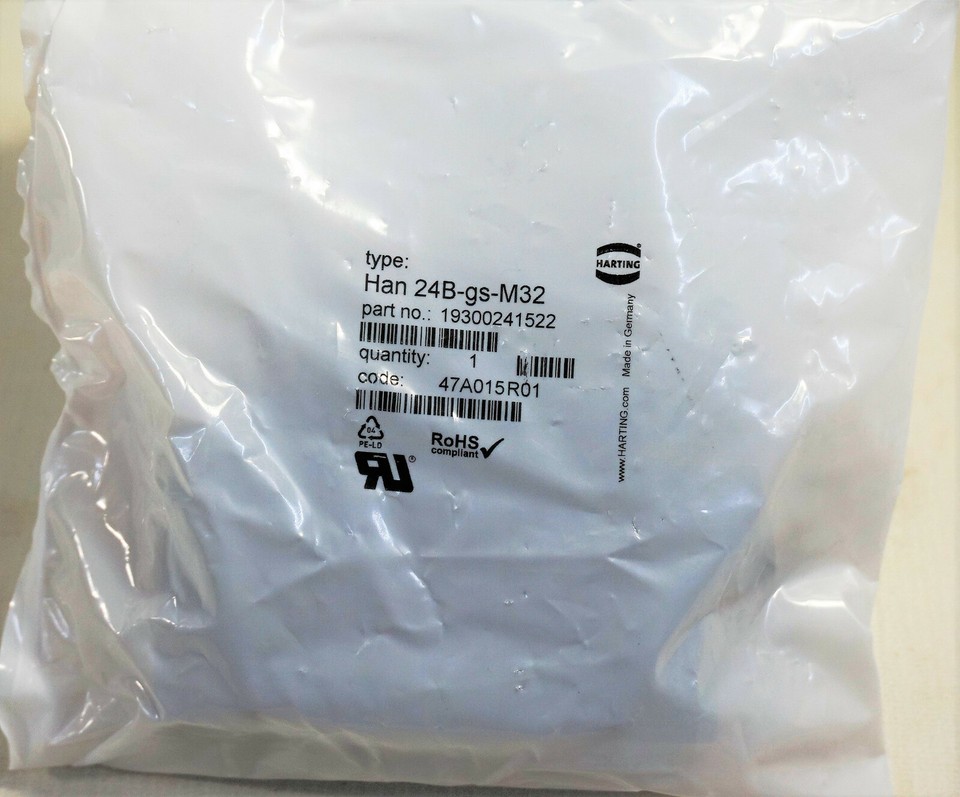 type:
Han 24B-gs-M32
part no.: 19300241522
quantity: 1
code: 47A015R01
04
PE-LD
RoHS
compliant
RU®
HARTING®
www.HARTING.com Made in Germany